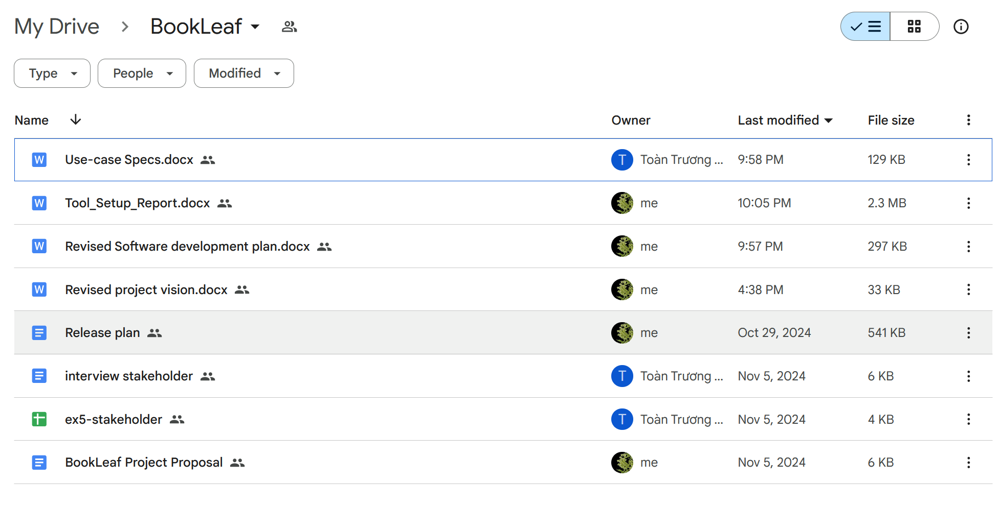 My Drive > BookLeaf
Type People Modified
Name Owner Last modified File size
W Use-case Specs.docx T Toàn Trương ... 9:58 PM 129 KB
W Tool_Setup_Report.docx me 10:05 PM 2.3 MB
W Revised Software development plan.docx me 9:57 PM 297 KB
W Revised project vision.docx me 4:38 PM 33 KB
Release plan me Oct 29, 2024 541 KB
interview stakeholder T Toàn Trương ... Nov 5, 2024 6 KB
ex5-stakeholder T Toàn Trương ... Nov 5, 2024 4 KB
BookLeaf Project Proposal me Nov 5, 2024 6 KB